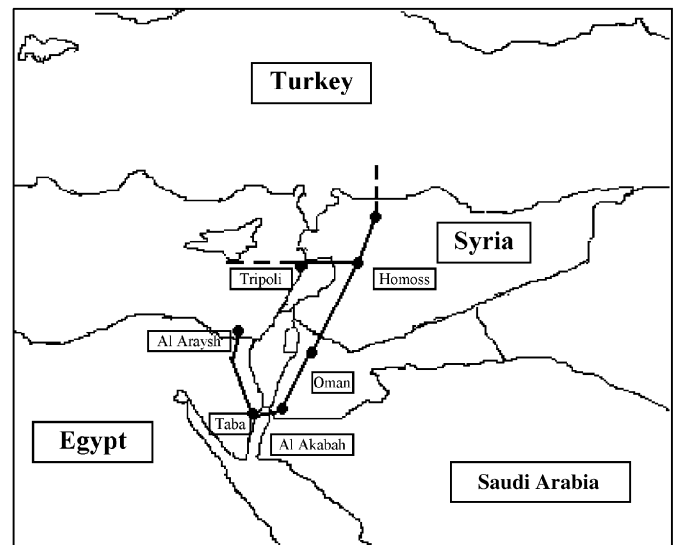 Turkey
Syria
Tripoli
Homoss
Al Araysh
Oman
Taba
Egypt
Al Akabah
Saudi Arabia